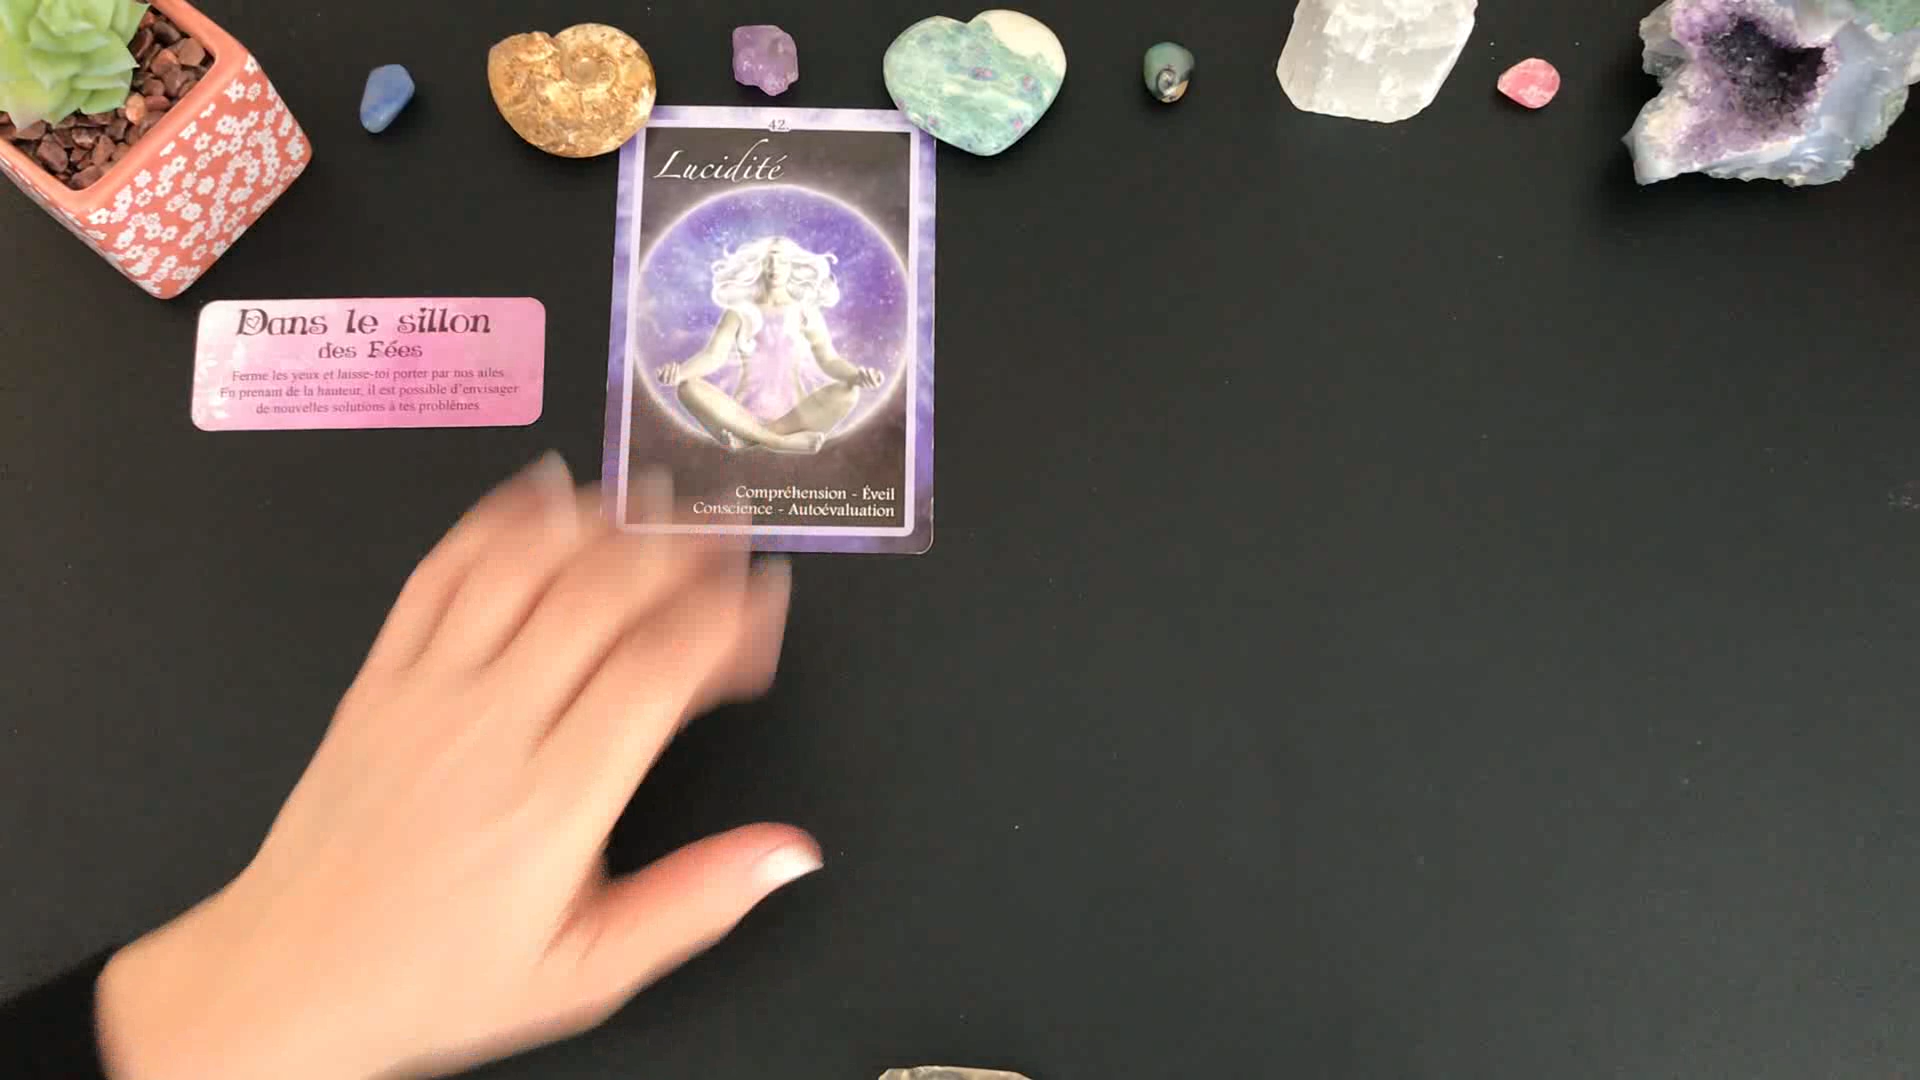 42.
Lucidité
Dans le sillon
des Fées
Ferme les yeux et laisse-toi porter par nos ailes.
En prenant de la hauteur, il est possible d'envisager
de nouvelles solutions à tes problèmes.
Compréhension - Éveil
Conscience - Autoévaluation